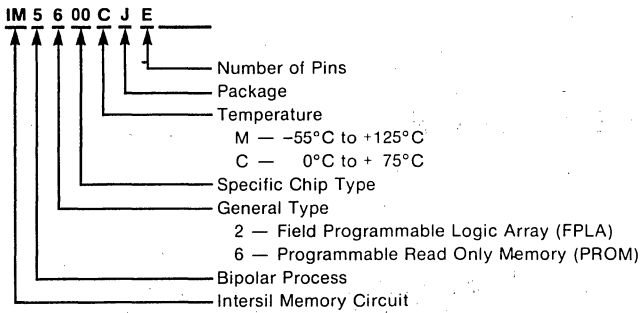 IM 5 6 00 C J E
Number of Pins
Package
Temperature
M — -55°C to +125°C
C — 0°C to + 75°C
Specific Chip Type
General Type
2 — Field Programmable Logic Array (FPLA)
6 — Programmable Read Only Memory (PROM)
Bipolar Process
Intersil Memory Circuit